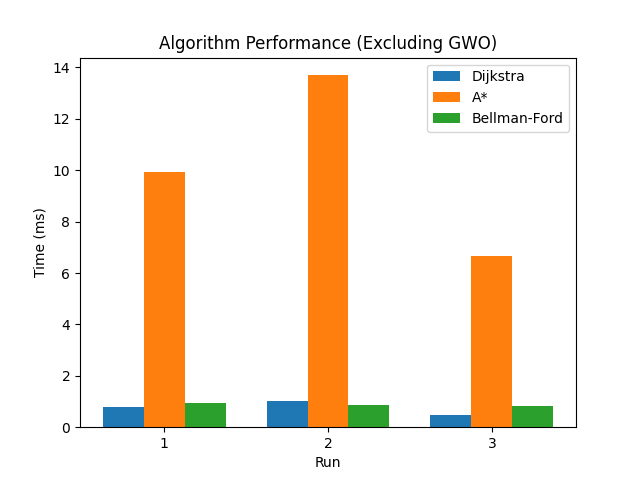 Algorithm Performance (Excluding GWO)
Dijkstra
A*
Bellman-Ford
14
12
10
8
6
4
2
0
Time (ms)
1 2 3
Run